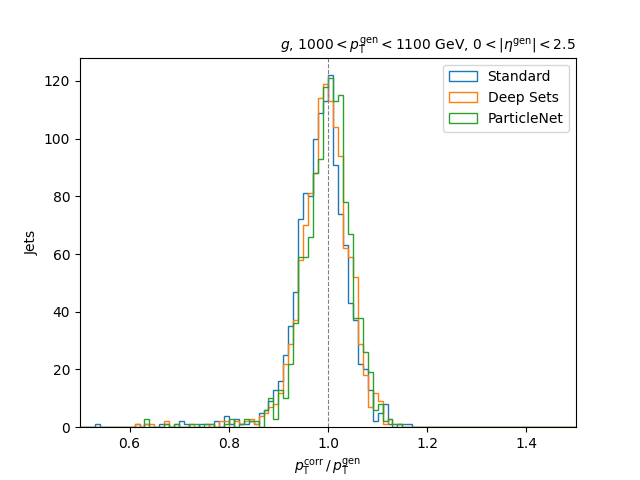 g, 1000 < p_T^gen < 1100 GeV, 0 < |η^gen| < 2.5
Standard
Deep Sets
ParticleNet
Jets
120
100
80
60
40
20
0
0.6 0.8 1.0 1.2 1.4
p_T^corr / p_T^gen